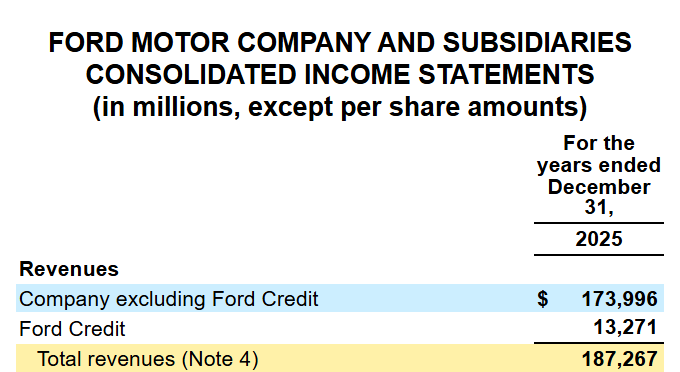 FORD MOTOR COMPANY AND SUBSIDIARIES
CONSOLIDATED INCOME STATEMENTS
(in millions, except per share amounts)
For the
years ended
December
31,
2025
Revenues
Company excluding Ford Credit $ 173,996
Ford Credit 13,271
Total revenues (Note 4) 187,267